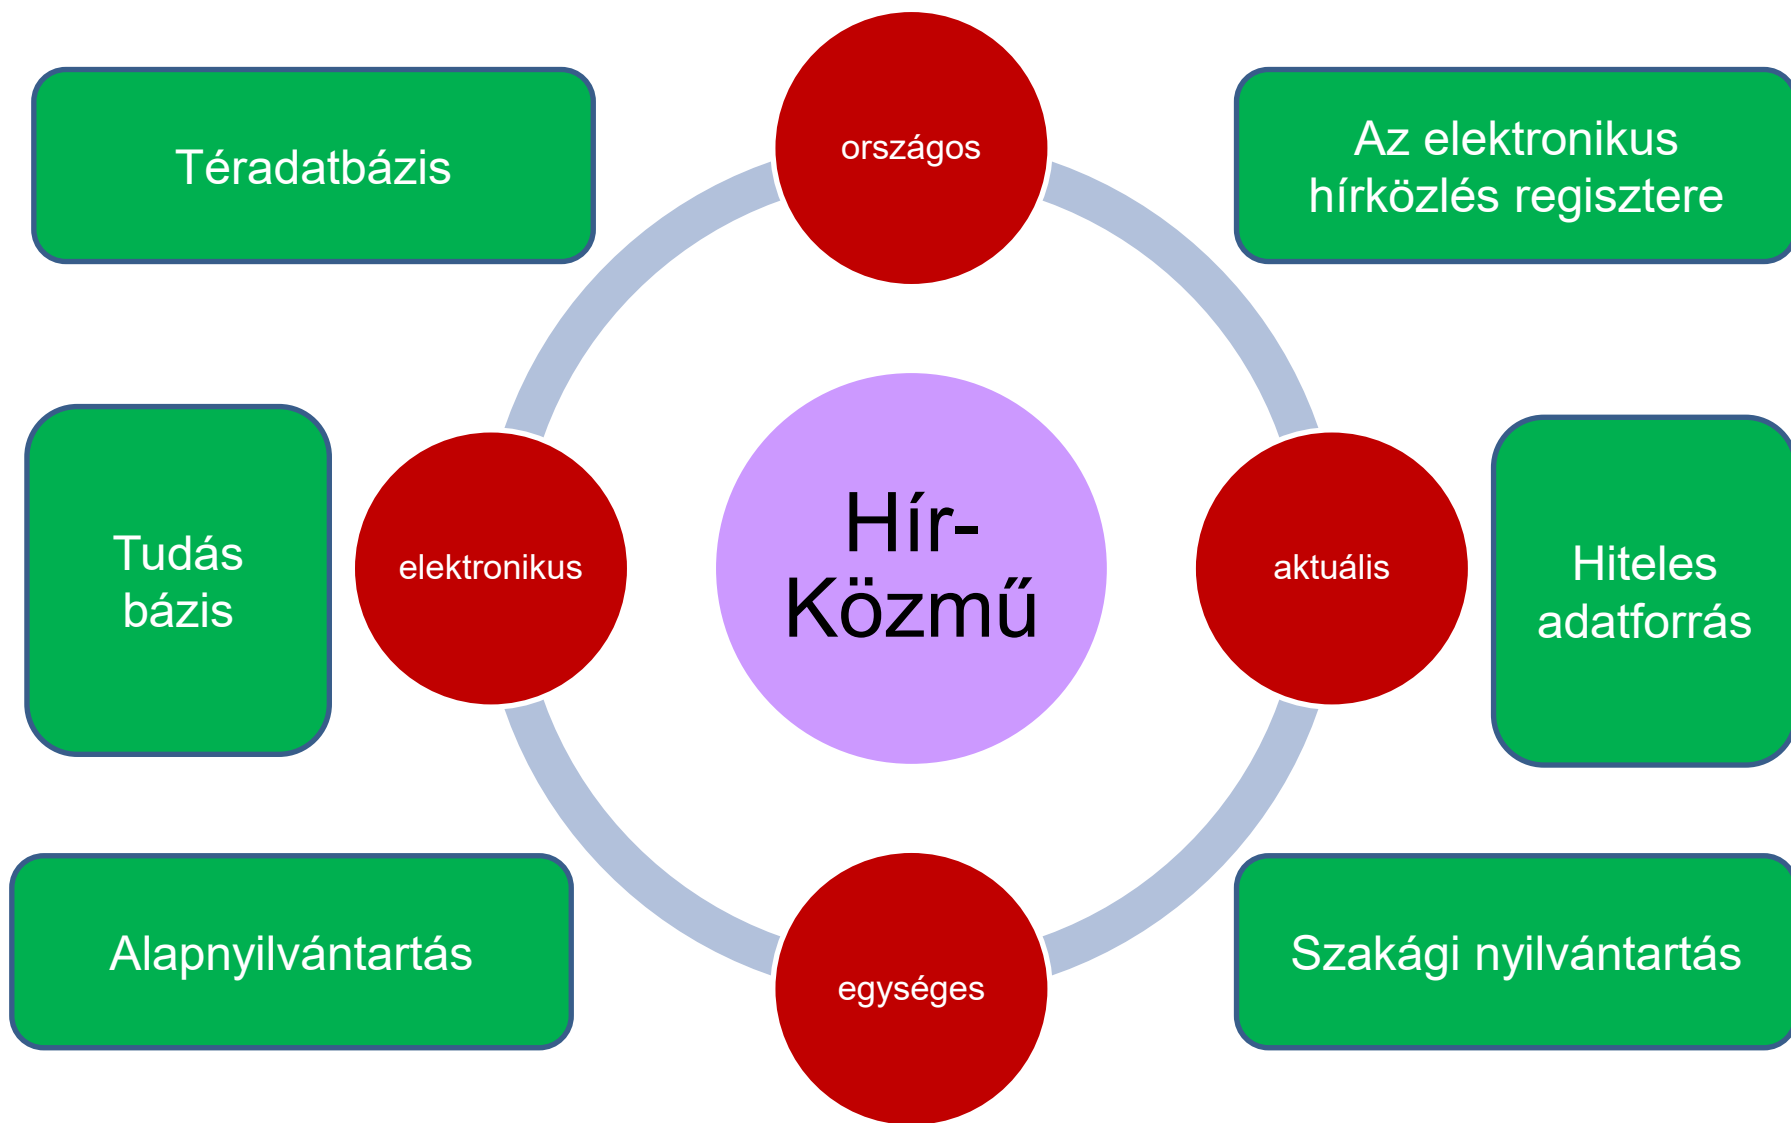 országos
Téradatbázis
Az elektronikus
hírközlés regisztere
Tudás
bázis
elektronikus
Hír-
Közmű
aktuális
Hiteles
adatforrás
Alapnyilvántartás
egységes
Szakági nyilvántartás